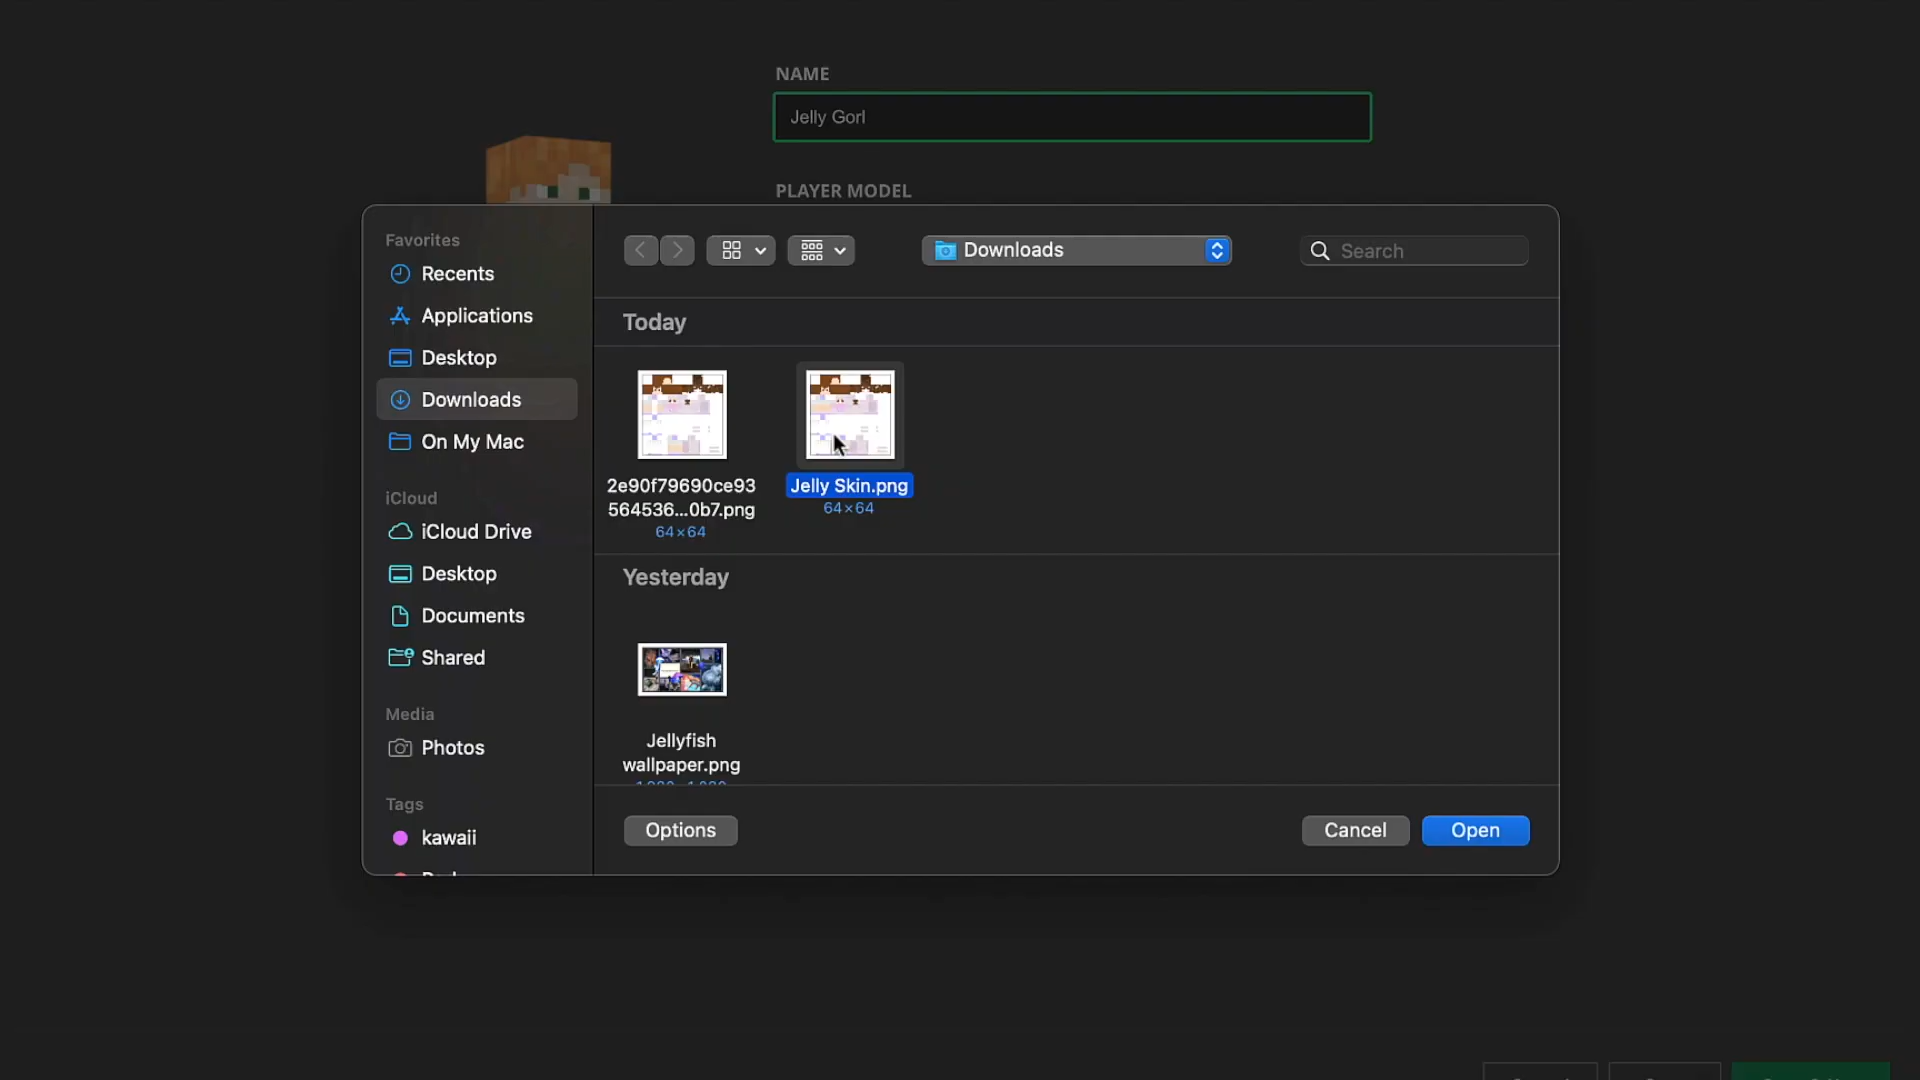 NAME
Jelly Gorl
PLAYER MODEL
Favorites
Recents
Applications
Desktop
Downloads
On My Mac
iCloud
iCloud Drive
Desktop
Documents
Shared
Media
Photos
Tags
kawaii
Downloads
Search
Today
2e90f79690ce93
564536...0b7.png
64×64
Jelly Skin.png
64×64
Yesterday
Jellyfish
wallpaper.png
Options
Cancel
Open